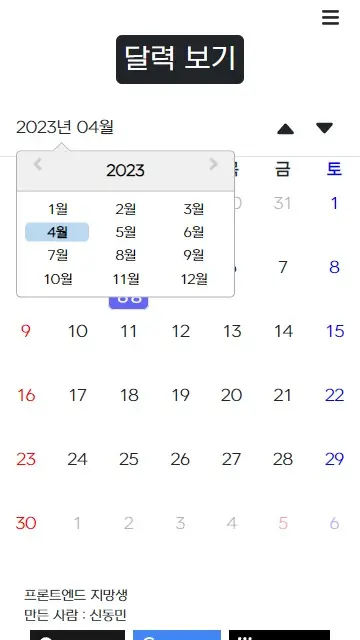 달력 보기
2023년 04월
2023
금 토
1월 2월 3월
31 1
4월 5월 6월
7월 8월 9월
7 8
10월 11월 12월
9 10 11 12 13 14 15
16 17 18 19 20 21 22
23 24 25 26 27 28 29
30 1 2 3 4 5 6
프론트엔드 지망생
만든 사람 : 신동민